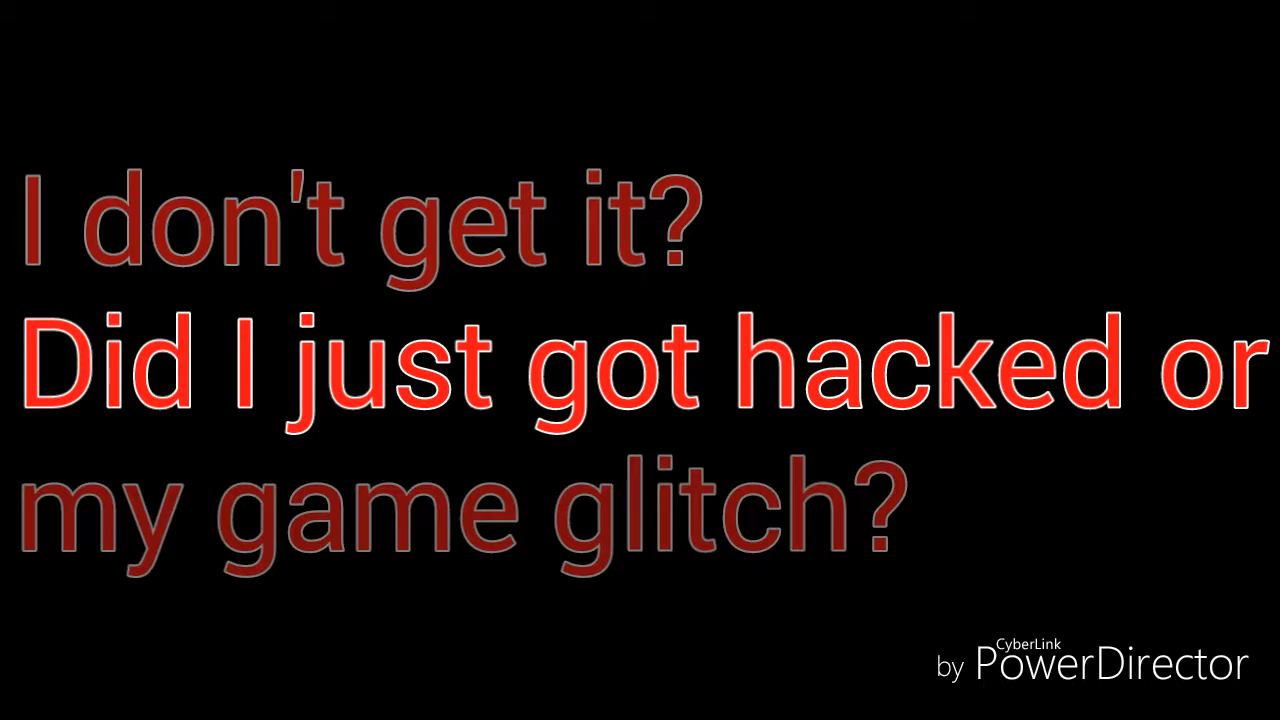 I don't get it?
Did I just got hacked or
my game glitch?
CyberLink
by PowerDirector